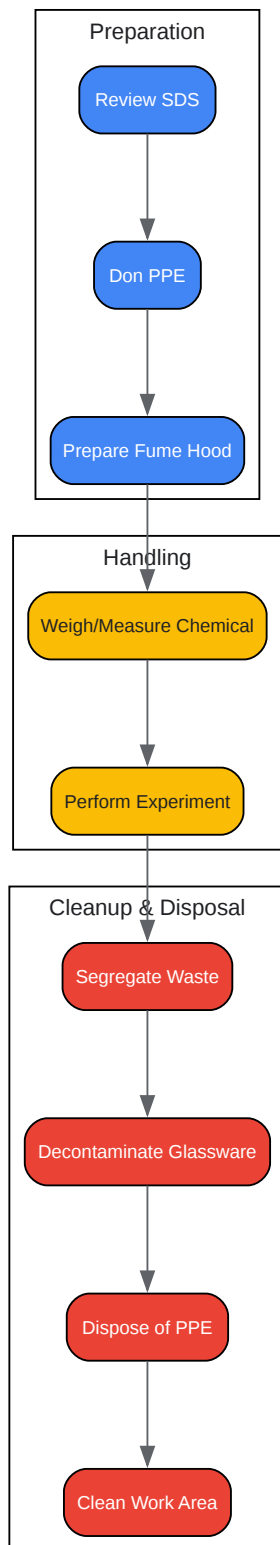 Preparation
Review SDS
Don PPE
Prepare Fume Hood
Handling
Weigh/Measure Chemical
Perform Experiment
Cleanup & Disposal
Segregate Waste
Decontaminate Glassware
Dispose of PPE
Clean Work Area